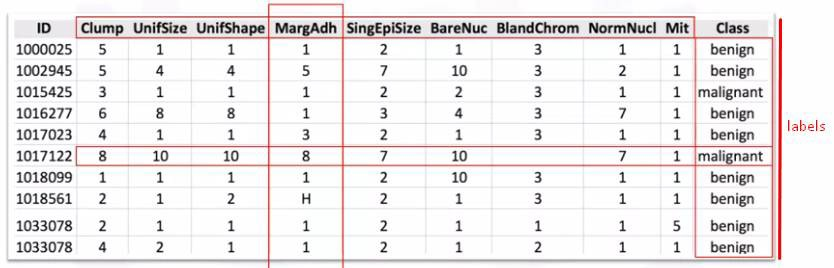 ID Clump UnifSize UnifShape MargAdh SingEpiSize BareNuc BlandChrom NormNucl Mit Class
1000025 5 1 1 1 2 1 3 1 1 benign
1002945 5 4 4 5 7 10 3 2 1 benign
1015425 3 1 1 1 2 2 3 1 1 malignant
1016277 6 8 8 1 3 4 3 7 1 benign
1017023 4 1 1 3 2 1 3 1 1 benign
1017122 8 10 10 8 7 10 7 1 malignant
1018099 1 1 1 1 2 10 3 1 1 benign
1018561 2 1 2 H 2 1 3 1 1 benign
1033078 2 1 1 1 2 1 1 1 5 benign
1033078 4 2 1 1 2 1 2 1 1 benign
labels